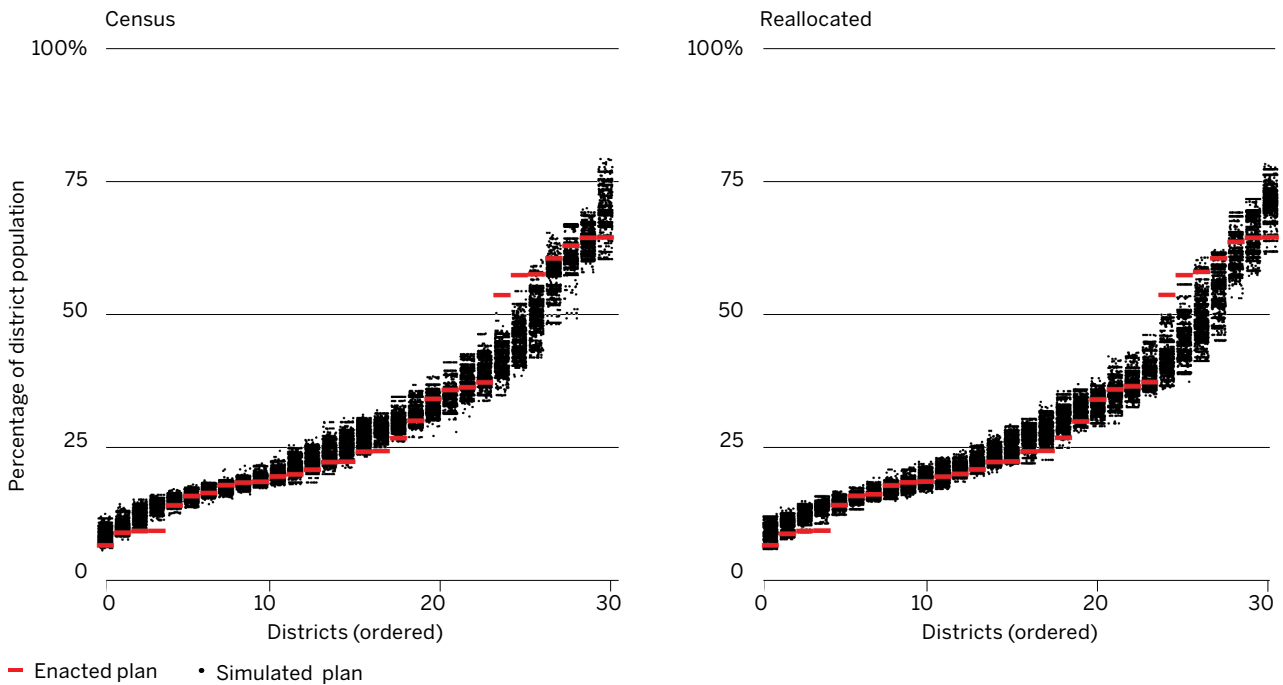 Census
100%
75
50
25
0
Percentage of district population
0 10 20 30
Districts (ordered)
Reallocated
100%
75
50
25
0
0 10 20 30
Districts (ordered)
Enacted plan
Simulated plan